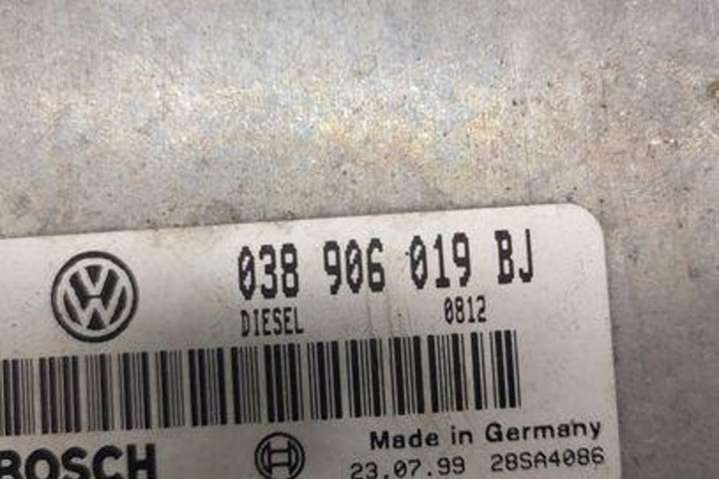 038 906 019 BJ
DIESEL 0812
BOSCH
Made in Germany
23.07.99 28SA4086